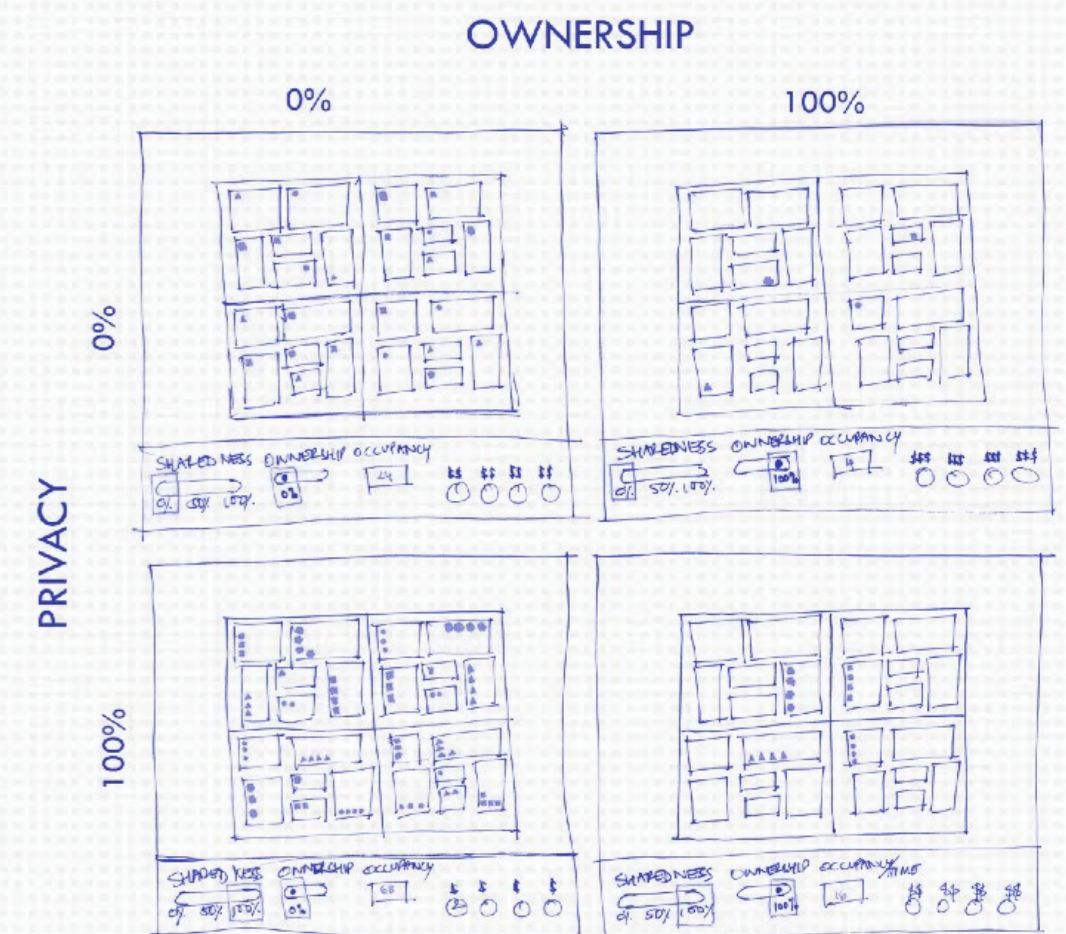 OWNERSHIP
0% 100%
PRIVACY
0%
SHAREDNESS OWNERSHIP OCCUPANCY
0% 50% 100% 0% 24 $$ $$ $$ $$
SHAREDNESS OWNERSHIP OCCUPANCY
0% 50% 100% 100% 4 $$$ $$$ $$$ $$$
100%
SHAREDNESS OWNERSHIP OCCUPANCY
0% 50% 100% 0% 68 $ $ $ $
SHAREDNESS OWNERSHIP OCCUPANCY/TIME
0% 50% 100% 100% 16 $$ $$ $$ $$